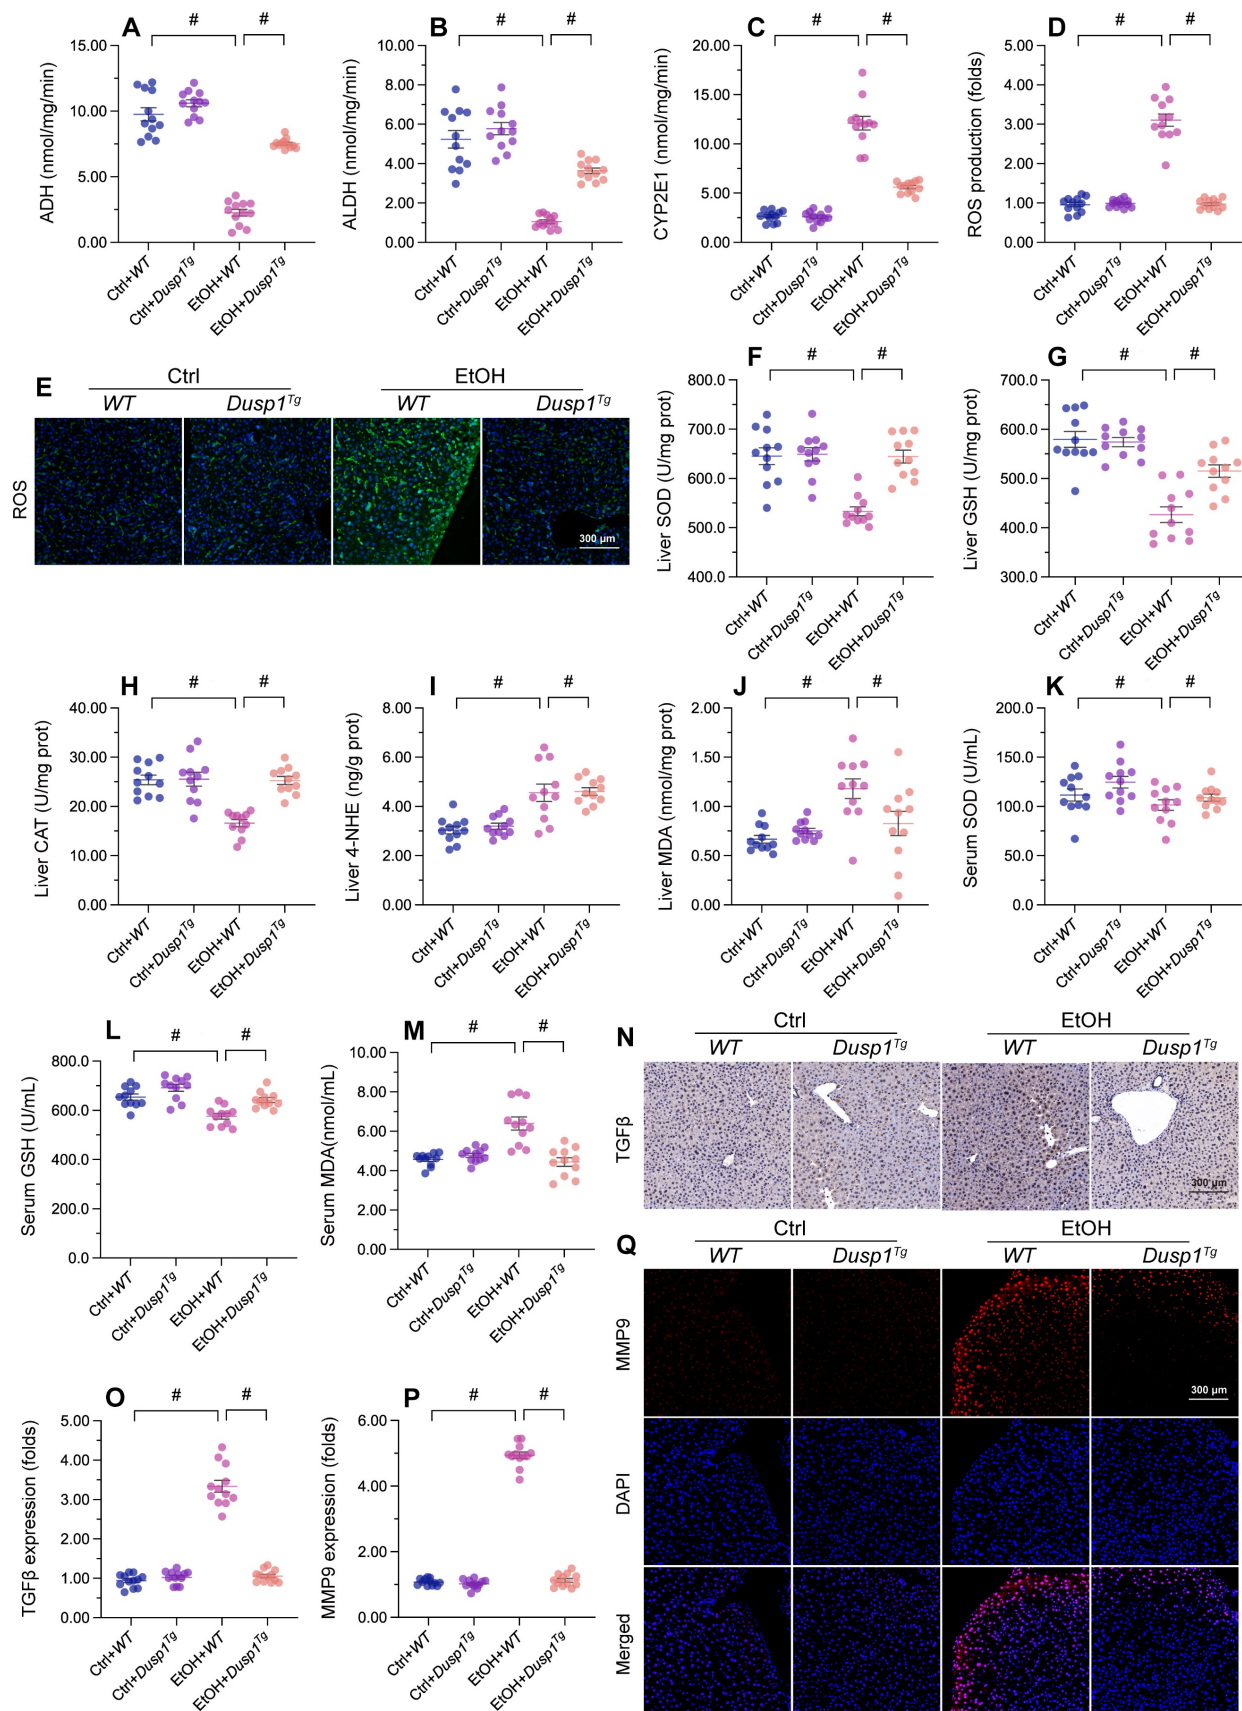 A
#
#
ADH (nmol/mg/min)
15.00
10.00
5.00
0.00
Ctrl+WT
Ctrl+Dusp1Tg
EtOH+WT
EtOH+Dusp1Tg
B
#
#
ALDH (nmol/mg/min)
10.00
8.00
6.00
4.00
2.00
0.00
Ctrl+WT
Ctrl+Dusp1Tg
EtOH+WT
EtOH+Dusp1Tg
C
#
#
CYP2E1 (nmol/mg/min)
20.00
15.00
10.00
5.00
0.00
Ctrl+WT
Ctrl+Dusp1Tg
EtOH+WT
EtOH+Dusp1Tg
D
#
#
ROS production (folds)
5.00
4.00
3.00
2.00
1.00
0.00
Ctrl+WT
Ctrl+Dusp1Tg
EtOH+WT
EtOH+Dusp1Tg
E
Ctrl
EtOH
WT
Dusp1Tg
WT
Dusp1Tg
ROS
300 µm
F
#
#
Liver SOD (U/mg prot)
800.0
700.0
600.0
500.0
400.0
Ctrl+WT
Ctrl+Dusp1Tg
EtOH+WT
EtOH+Dusp1Tg
G
#
#
Liver GSH (U/mg prot)
700.0
600.0
500.0
400.0
300.0
Ctrl+WT
Ctrl+Dusp1Tg
EtOH+WT
EtOH+Dusp1Tg
H
#
#
Liver CAT (U/mg prot)
40.00
30.00
20.00
10.00
0.00
Ctrl+WT
Ctrl+Dusp1Tg
EtOH+WT
EtOH+Dusp1Tg
I
#
#
Liver 4-NHE (ng/g prot)
8.00
6.00
4.00
2.00
0.00
Ctrl+WT
Ctrl+Dusp1Tg
EtOH+WT
EtOH+Dusp1Tg
J
#
#
Liver MDA (nmol/mg prot)
2.00
1.50
1.00
0.50
0.00
Ctrl+WT
Ctrl+Dusp1Tg
EtOH+WT
EtOH+Dusp1Tg
K
#
#
Serum SOD (U/mL)
200.0
150.0
100.0
50.0
0.0
Ctrl+WT
Ctrl+Dusp1Tg
EtOH+WT
EtOH+Dusp1Tg
L
#
#
Serum GSH (U/mL)
800.0
600.0
400.0
200.0
0.0
Ctrl+WT
Ctrl+Dusp1Tg
EtOH+WT
EtOH+Dusp1Tg
M
#
#
Serum MDA(nmol/mL)
10.00
8.00
6.00
4.00
2.00
0.00
Ctrl+WT
Ctrl+Dusp1Tg
EtOH+WT
EtOH+Dusp1Tg
N
Ctrl
EtOH
WT
Dusp1Tg
WT
Dusp1Tg
TGFβ
300 µm
O
#
#
TGFβ expression (folds)
5.00
4.00
3.00
2.00
1.00
0.00
Ctrl+WT
Ctrl+Dusp1Tg
EtOH+WT
EtOH+Dusp1Tg
P
#
#
MMP9 expression (folds)
6.00
4.00
2.00
0.00
Ctrl+WT
Ctrl+Dusp1Tg
EtOH+WT
EtOH+Dusp1Tg
Q
Ctrl
EtOH
WT
Dusp1Tg
WT
Dusp1Tg
MMP9
300 µm
DAPI
Merged